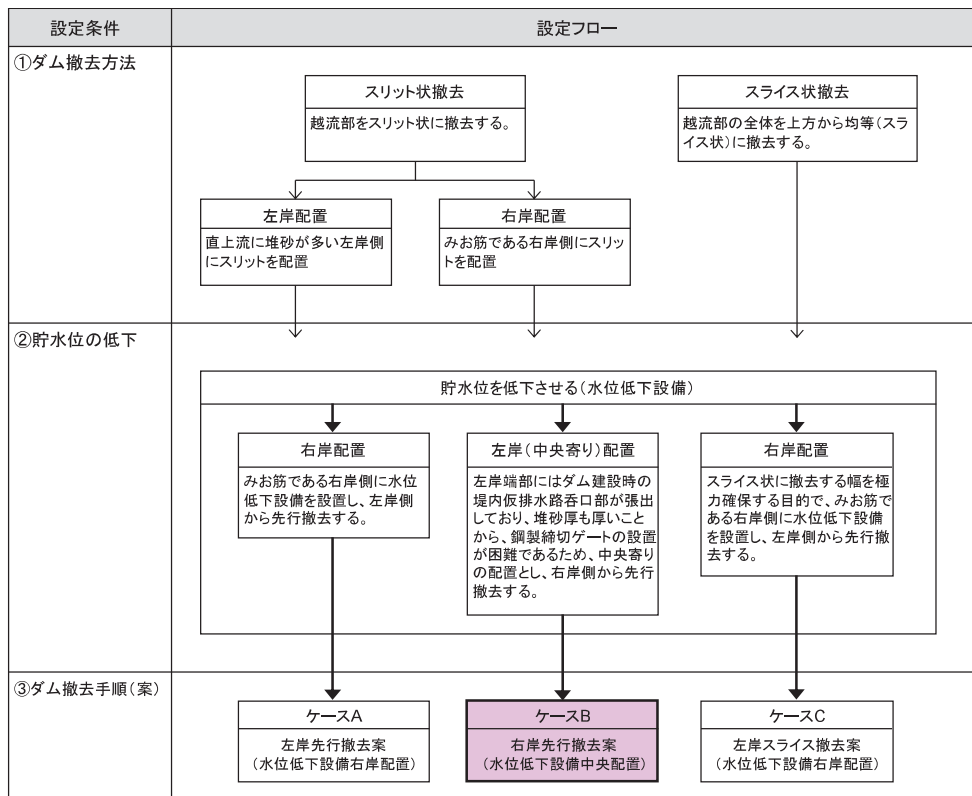 設定条件
設定フロー
①ダム撤去方法
スリット状撤去
越流部をスリット状に撤去する。
スライス状撤去
越流部の全体を上方から均等(スラ
イス状)に撤去する。
左岸配置
直上流に堆砂が多い左岸側
にスリットを配置
右岸配置
みお筋である右岸側にスリッ
トを配置
②貯水位の低下
貯水位を低下させる(水位低下設備)
右岸配置
みお筋である右岸側に水位
低下設備を設置し、左岸側
から先行撤去する。
左岸(中央寄り)配置
左岸端部にはダム建設時の
堤内仮排水路呑口部が張出
しており、堆砂厚も厚いこと
から、鋼製締切ゲートの設置
が困難であるため、中央寄り
の配置とし、右岸側から先行
撤去する。
右岸配置
スライス状に撤去する幅を極
力確保する目的で、みお筋で
ある右岸側に水位低下設備
を設置し、左岸側から先行撤
去する。
③ダム撤去手順(案)
ケースA
左岸先行撤去案
(水位低下設備右岸配置)
ケースB
右岸先行撤去案
(水位低下設備中央配置)
ケースC
左岸スライス撤去案
(水位低下設備右岸配置)